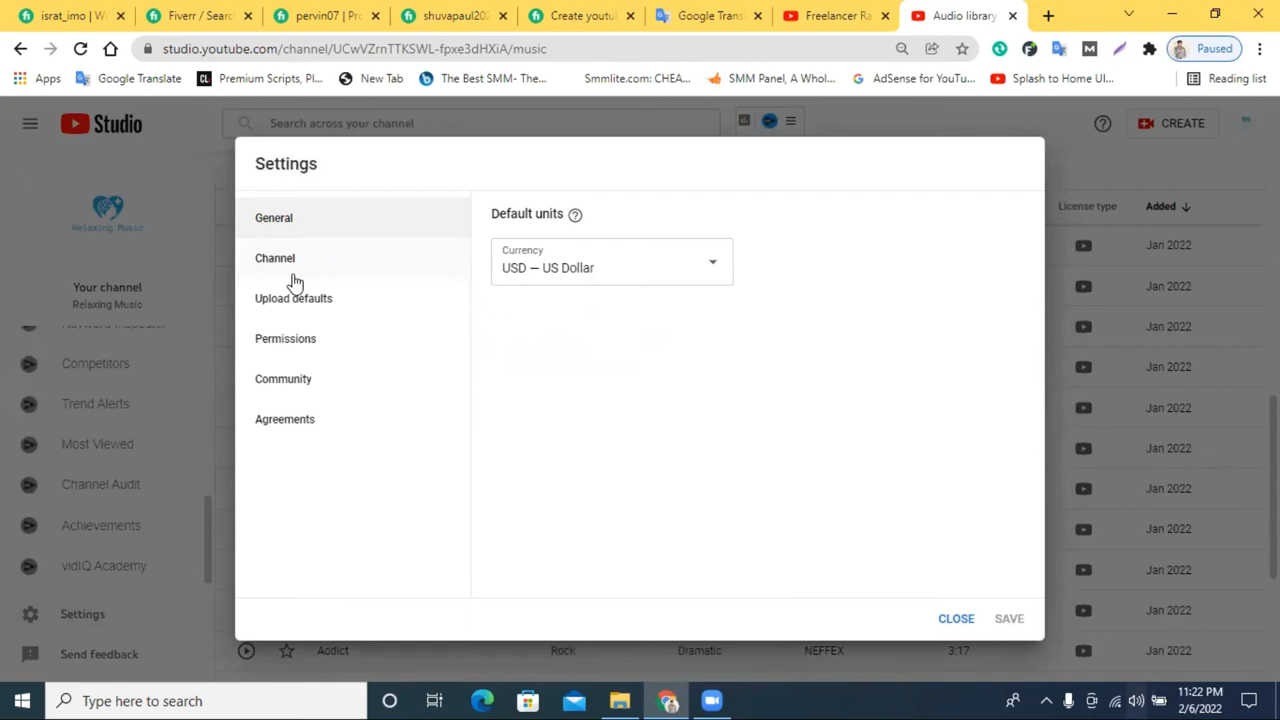 israt_imo | W
Fiverr / Searc
pervin07 | Pro
shuvapaul202
Create youtu
Google Trans
Freelancer Ra
Audio library
studio.youtube.com/channel/UCwVZrnTTKSWL-fpxe3dHXiA/music
Paused
Apps
Google Translate
Premium Scripts, Pl...
New Tab
The Best SMM- The...
Smmlite.com: CHEA...
SMM Panel, A Whol...
AdSense for YouTu...
Splash to Home UI...
Reading list
Studio
Search across your channel
CREATE
Settings
Relaxing Music
Your channel
Relaxing Music
Competitors
Trend Alerts
Most Viewed
Channel Audit
Achievements
vidIQ Academy
Settings
Send feedback
General
Channel
Upload defaults
Permissions
Community
Agreements
Default units
Currency
USD – US Dollar
CLOSE
SAVE
License type
Added
Jan 2022
Jan 2022
Jan 2022
Jan 2022
Jan 2022
Jan 2022
Jan 2022
Jan 2022
Jan 2022
Jan 2022
Addict
Rock
Dramatic
NEFFEX
3:17
Jan 2022
Type here to search
11:22 PM
2/6/2022